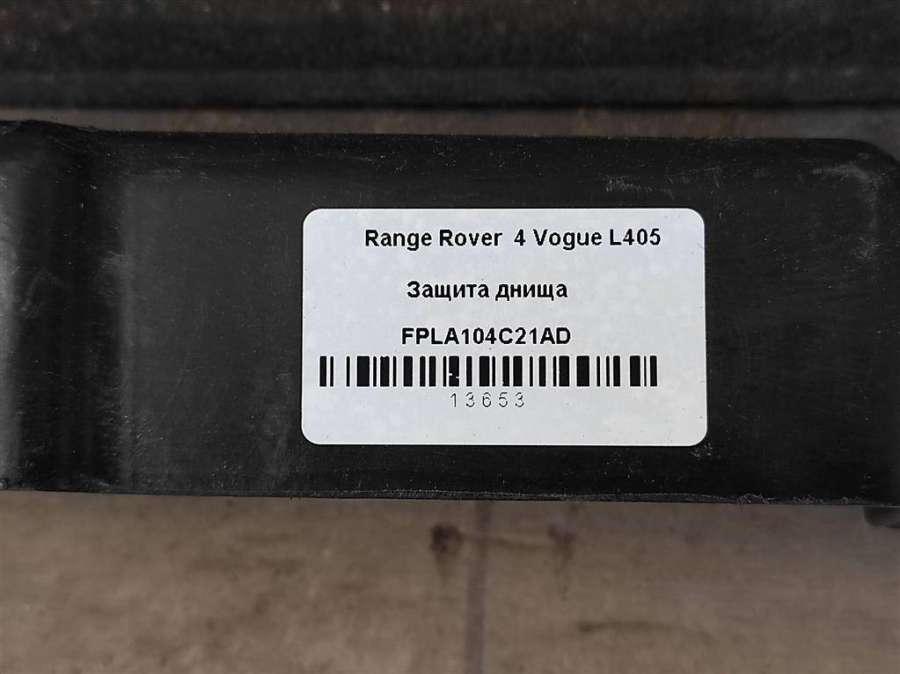 Range Rover 4 Vogue L405
Защита днища
FPLA104C21AD
13653